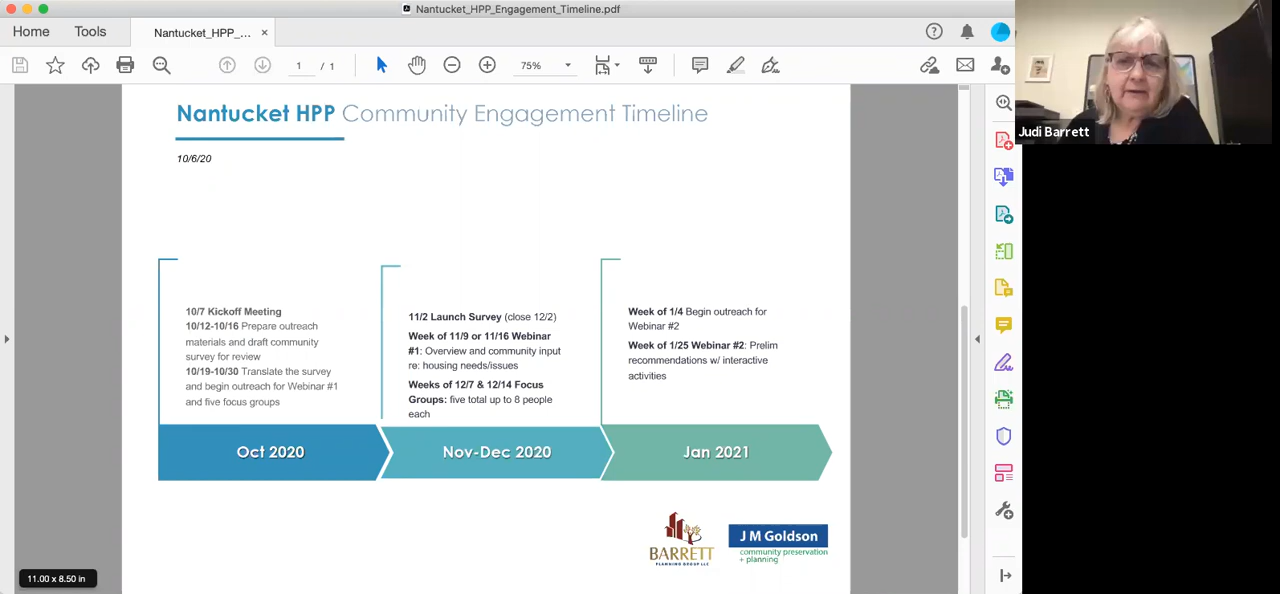 Nantucket_HPP_Engagement_Timeline.pdf
Home
Tools
Nantucket_HPP_...
1 / 1
75%
Judi Barrett
Nantucket HPP Community Engagement Timeline
10/6/20
10/7 Kickoff Meeting
10/12-10/16 Prepare outreach
materials and draft community
survey for review
10/19-10/30 Translate the survey
and begin outreach for Webinar #1
and five focus groups
11/2 Launch Survey (close 12/2)
Week of 11/9 or 11/16 Webinar
#1: Overview and community input
re: housing needs/issues
Weeks of 12/7 & 12/14 Focus
Groups: five total up to 8 people
each
Week of 1/4 Begin outreach for
Webinar #2
Week of 1/25 Webinar #2: Prelim
recommendations w/ interactive
activities
Oct 2020
Nov-Dec 2020
Jan 2021
BARRETT
PLANNING GROUP LLC
J M Goldson
community preservation
+ planning
11.00 x 8.50 in